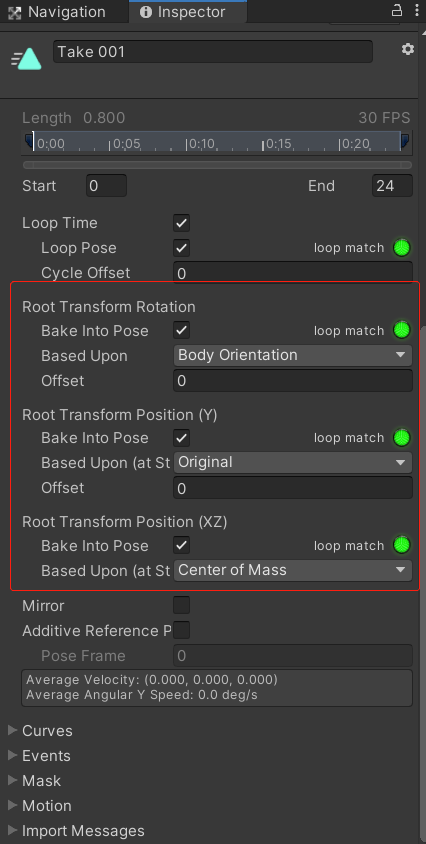 Navigation Inspector
Take 001
Length 0.800 30 FPS
0:00 0:05 0:10 0:15 0:20
Start 0 End 24
Loop Time
Loop Pose loop match
Cycle Offset 0
Root Transform Rotation
Bake Into Pose loop match
Based Upon Body Orientation
Offset 0
Root Transform Position (Y)
Bake Into Pose loop match
Based Upon (at St Original
Offset 0
Root Transform Position (XZ)
Bake Into Pose loop match
Based Upon (at St Center of Mass
Mirror
Additive Reference P
Pose Frame 0
Average Velocity: (0.000, 0.000, 0.000)
Average Angular Y Speed: 0.0 deg/s
Curves
Events
Mask
Motion
Import Messages